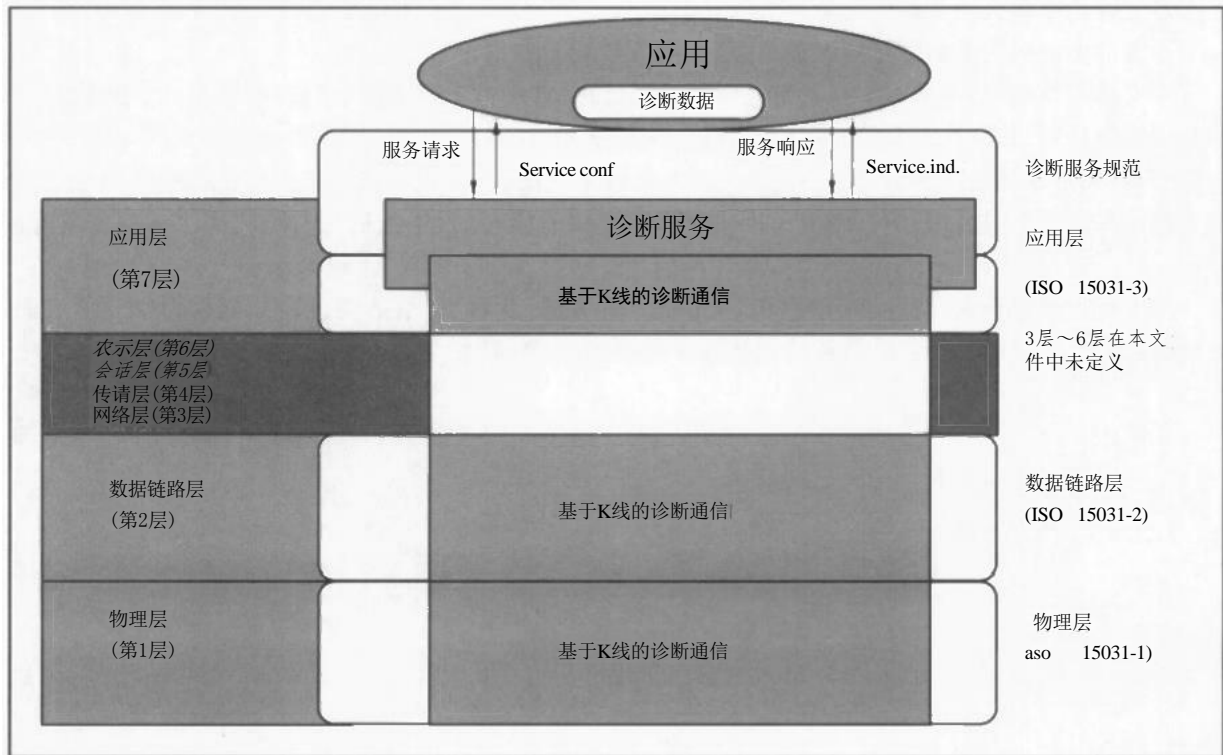 应用
诊断数据
服务请求
Service conf
服务响应
Service.ind.
诊断服务规范
应用层
(第7层)
诊断服务
应用层
(ISO 15031-3)
基于K线的诊断通信
农示层(第6层)
会话层(第5层)
传请层(第4层)
网络层(第3层)
3层～6层在本文
件中未定义
数据链路层
(第2层)
基于K线的诊断通信
数据链路层
(ISO 15031-2)
物理层
(第1层)
基于K线的诊断通信
物理层
aso 15031-1)